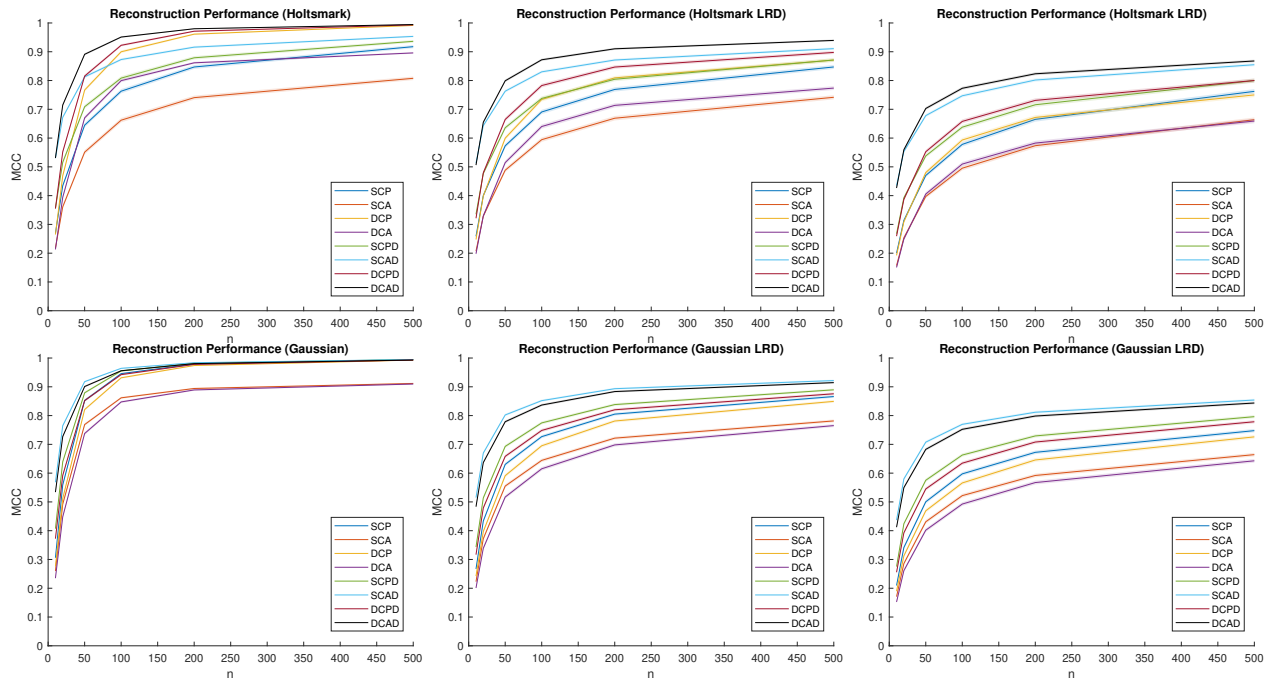 Reconstruction Performance (Holtsmark)
1
0.9
0.8
0.7
0.6
0.5
0.4
0.3
0.2
0.1
0
MCC
SCP
SCA
DCP
DCA
SCPD
SCAD
DCPD
DCAD
0 50 100 150 200 250 300 350 400 450 500
n
Reconstruction Performance (Holtsmark LRD)
1
0.9
0.8
0.7
0.6
0.5
0.4
0.3
0.2
0.1
0
MCC
SCP
SCA
DCP
DCA
SCPD
SCAD
DCPD
DCAD
0 50 100 150 200 250 300 350 400 450 500
n
Reconstruction Performance (Holtsmark LRD)
1
0.9
0.8
0.7
0.6
0.5
0.4
0.3
0.2
0.1
0
MCC
SCP
SCA
DCP
DCA
SCPD
SCAD
DCPD
DCAD
0 50 100 150 200 250 300 350 400 450 500
n
Reconstruction Performance (Gaussian)
1
0.9
0.8
0.7
0.6
0.5
0.4
0.3
0.2
0.1
0
MCC
SCP
SCA
DCP
DCA
SCPD
SCAD
DCPD
DCAD
0 50 100 150 200 250 300 350 400 450 500
n
Reconstruction Performance (Gaussian LRD)
1
0.9
0.8
0.7
0.6
0.5
0.4
0.3
0.2
0.1
0
MCC
SCP
SCA
DCP
DCA
SCPD
SCAD
DCPD
DCAD
0 50 100 150 200 250 300 350 400 450 500
n
Reconstruction Performance (Gaussian LRD)
1
0.9
0.8
0.7
0.6
0.5
0.4
0.3
0.2
0.1
0
MCC
SCP
SCA
DCP
DCA
SCPD
SCAD
DCPD
DCAD
0 50 100 150 200 250 300 350 400 450 500
n